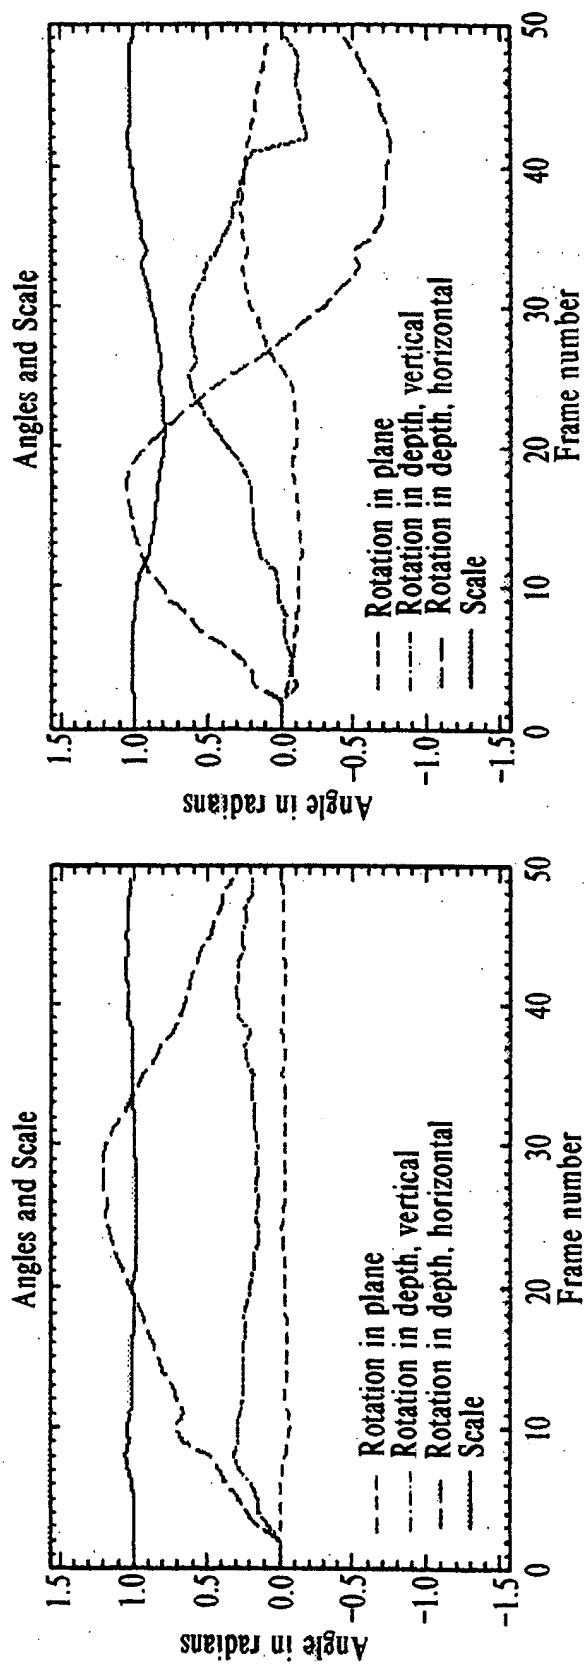 Angles and Scale
Angle in radians
1.5
1.0
0.5
0.0
−0.5
−1.0
−1.5
0 10 20 30 40 50
Frame number
Rotation in plane
Rotation in depth, vertical
Rotation in depth, horizontal
Scale
Angles and Scale
Angle in radians
1.5
1.0
0.5
0.0
−0.5
−1.0
−1.5
0 10 20 30 40 50
Frame number
Rotation in plane
Rotation in depth, vertical
Rotation in depth, horizontal
Scale